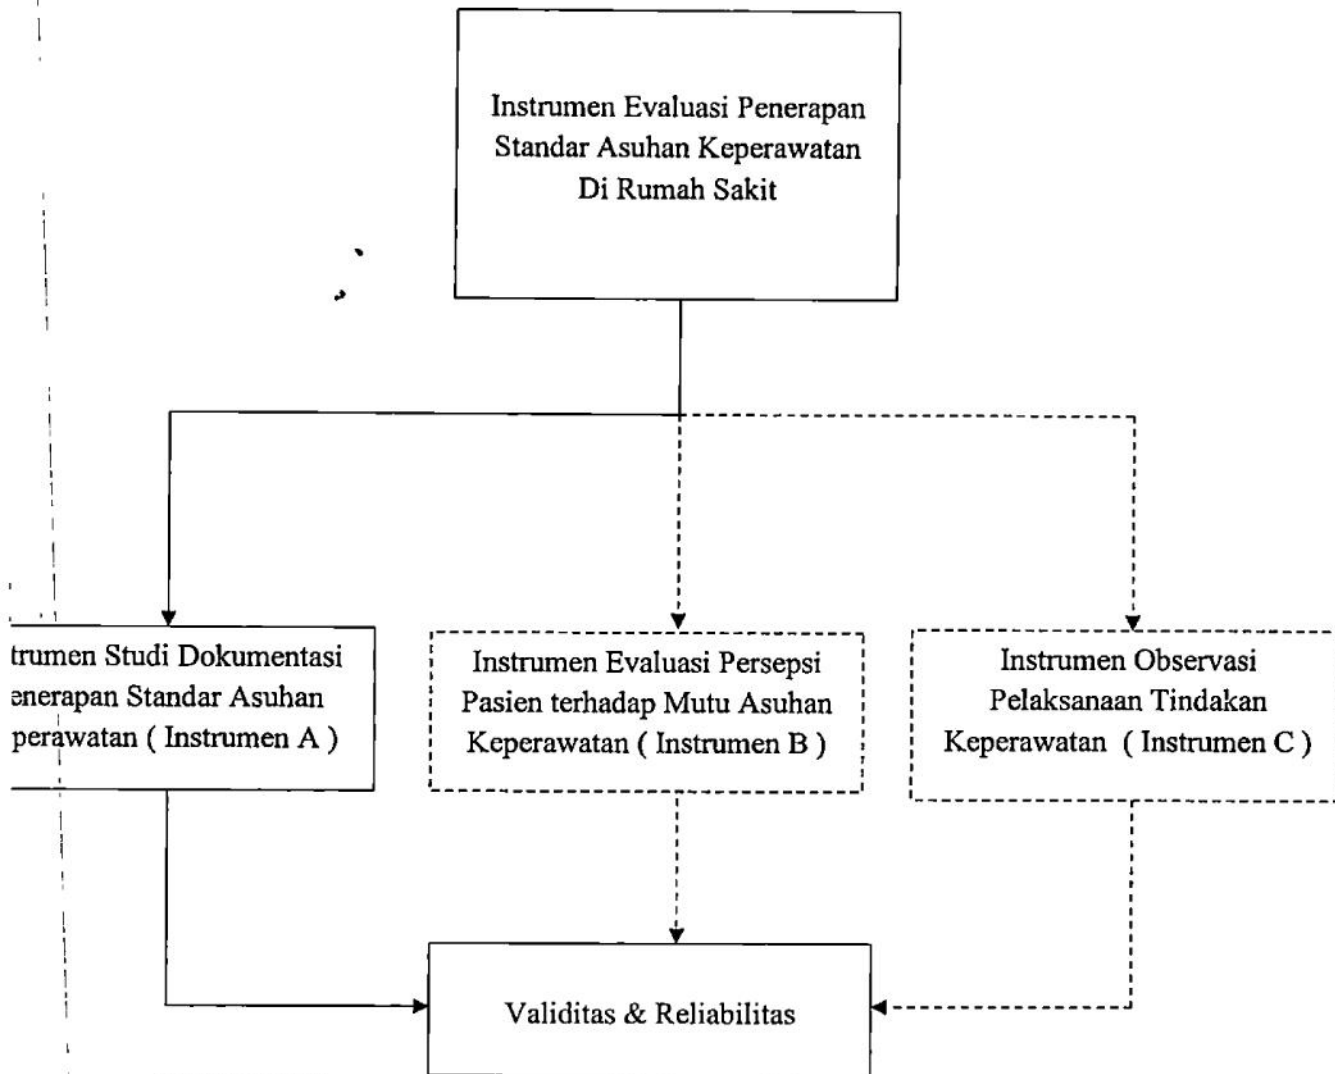 Instrumen Evaluasi Penerapan
Standar Asuhan Keperawatan
Di Rumah Sakit
trumen Studi Dokumentasi
enerapan Standar Asuhan
perawatan ( Instrumen A )
Instrumen Evaluasi Persepsi
Pasien terhadap Mutu Asuhan
Keperawatan ( Instrumen B )
Instrumen Observasi
Pelaksanaan Tindakan
Keperawatan ( Instrumen C )
Validitas & Reliabilitas